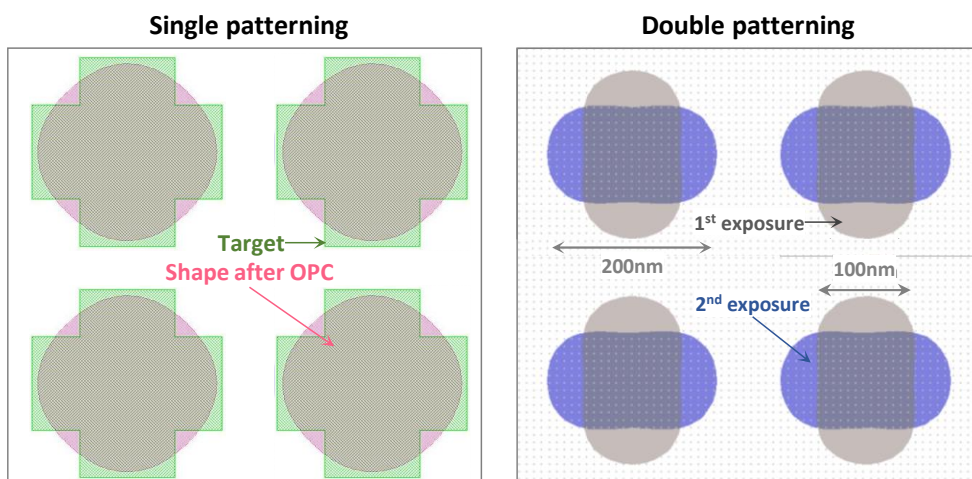 Single patterning
Double patterning
Target
Shape after OPC
1st exposure
200nm
100nm
2nd exposure